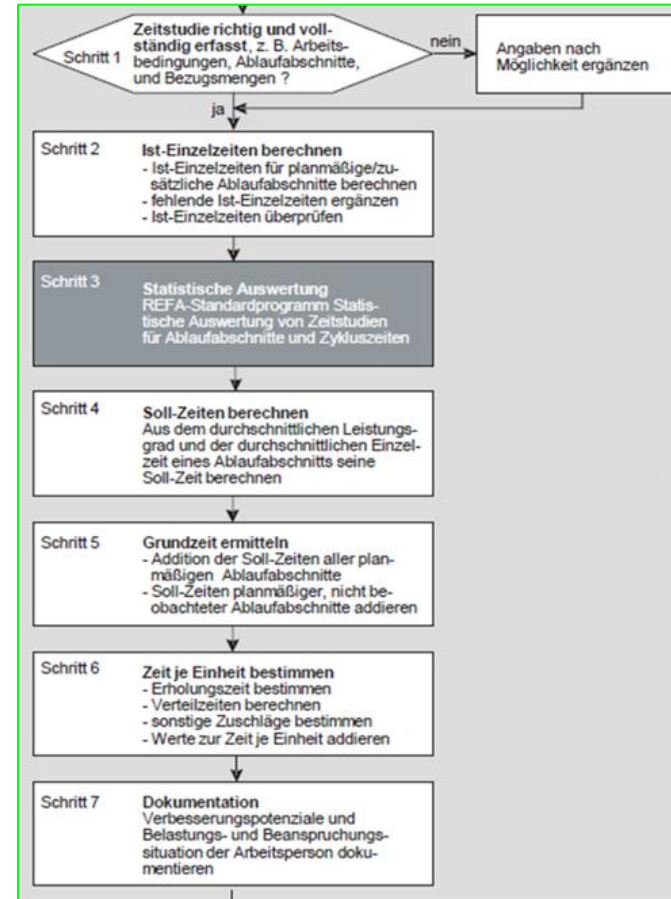 Schritt 1
Zeitstudie richtig und voll-
ständig erfasst, z. B. Arbeits-
bedingungen, Ablaufabschnitte,
und Bezugsmengen ?
nein
Angaben nach
Möglichkeit ergänzen
ja
Schritt 2
Ist-Einzelzeiten berechnen
- Ist-Einzelzeiten für planmäßige/zu-
sätzliche Ablaufabschnitte berechnen
- fehlende Ist-Einzelzeiten ergänzen
- Ist-Einzelzeiten überprüfen
Schritt 3
Statistische Auswertung
REFA-Standardprogramm Statis-
tische Auswertung von Zeitstudien
für Ablaufabschnitte und Zykluszeiten
Schritt 4
Soll-Zeiten berechnen
Aus dem durchschnittlichen Leistungs-
grad und der durchschnittlichen Einzel-
zeit eines Ablaufabschnitts seine
Soll-Zeit berechnen
Schritt 5
Grundzeit ermitteln
- Addition der Soll-Zeiten aller plan-
mäßigen Ablaufabschnitte
- Soll-Zeiten planmäßiger, nicht be-
obachteter Ablaufabschnitte addieren
Schritt 6
Zeit je Einheit bestimmen
- Erholungszeit bestimmen
- Verteilzeiten berechnen
- sonstige Zuschläge bestimmen
- Werte zur Zeit je Einheit addieren
Schritt 7
Dokumentation
Verbesserungspotenziale und
Belastungs- und Beanspruchungs-
situation der Arbeitsperson doku-
mentieren